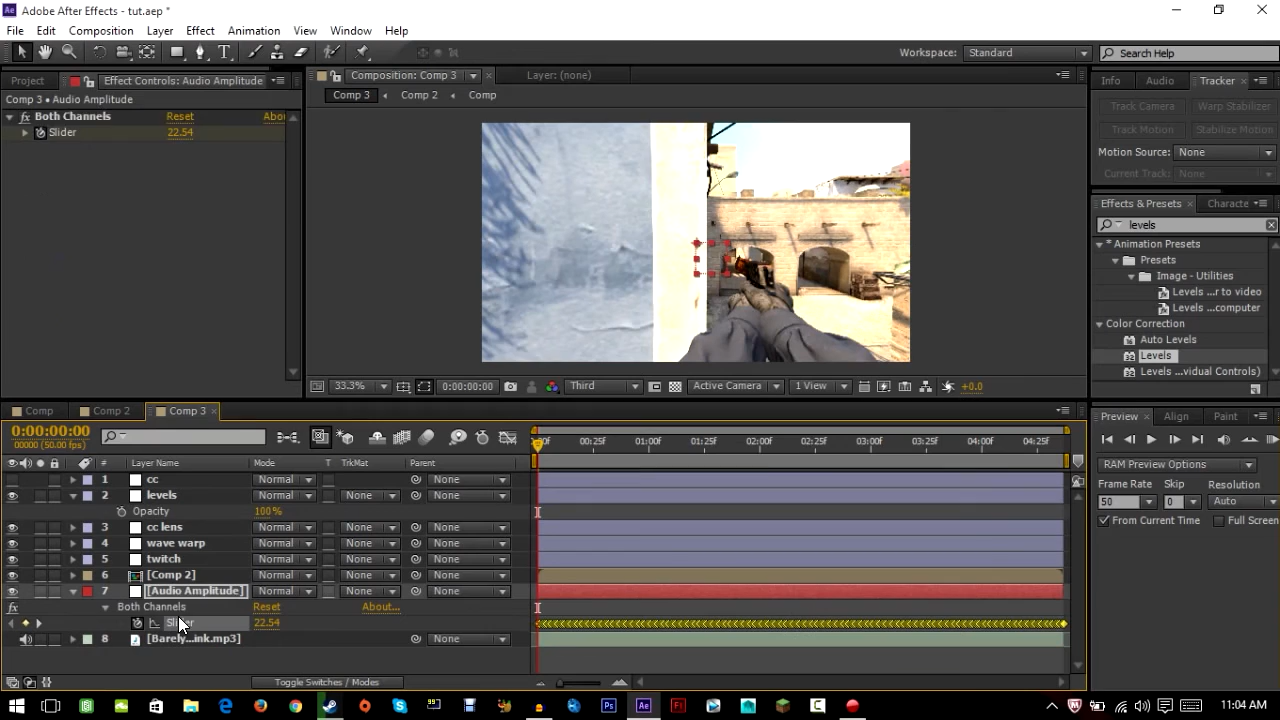 Adobe After Effects - tut.aep *
File Edit Composition Layer Effect Animation View Window Help
Workspace: Standard Search Help
Project Effect Controls: Audio Amplitude
Comp 3 • Audio Amplitude
fx Both Channels Reset Abou
Slider 22.54
Composition: Comp 3 Layer: (none)
Comp 3 Comp 2 Comp
33.3% 0:00:00:00 Third Active Camera 1 View +0.0
Info Audio Tracker
Track Camera Warp Stabilizer
Track Motion Stabilize Motion
Motion Source: None
Current Track: None
Effects & Presets Characte
levels
* Animation Presets
Presets
Image - Utilities
Levels ...r to video
Levels ...computer
Color Correction
Auto Levels
Levels
Levels ...vidual Controls)
Preview Align Paint
RAM Preview Options
Frame Rate Skip Resolution
50 0 Auto
From Current Time Full Screen
Comp Comp 2 Comp 3
0:00:00:00
00000 (50.00 fps)
00:25f 01:00f 01:25f 02:00f 02:25f 03:00f 03:25f 04:00f 04:25f
# Layer Name Mode T TrkMat Parent
1 cc Normal None
2 levels Normal None None
Opacity 100%
3 cc lens Normal None None
4 wave warp Normal None None
5 twitch Normal None None
6 [Comp 2] Normal None None
7 [Audio Amplitude] Normal None None
fx Both Channels Reset About...
Slider 22.54
8 [Barely...ink.mp3] None
Toggle Switches / Modes
11:04 AM